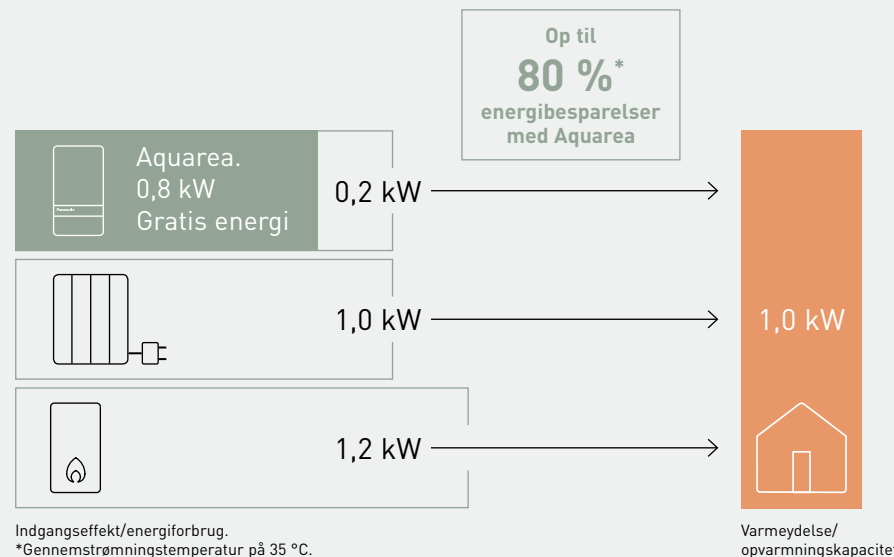 Op til
80 %*
energibesparelser
med Aquarea
Aquarea.
0,8 kW
Gratis energi
0,2 kW
1,0 kW
1,0 kW
1,2 kW
Indgangseffekt/energiforbrug.
*Gennemstrømningstemperatur på 35 °C.
Varmeydelse/